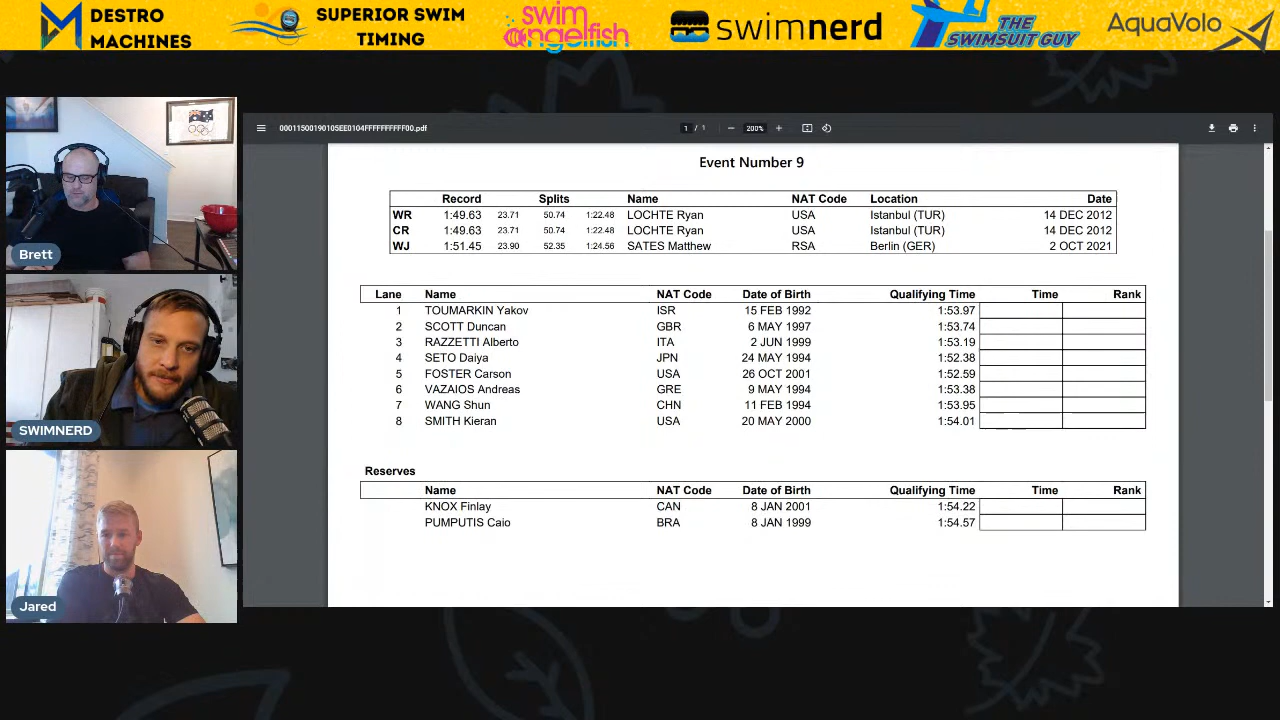 DESTRO
MACHINES
SUPERIOR SWIM
TIMING
swim
angelfish
swimnerd
THE
SWIMSUIT GUY
AquaVolo
Brett
SWIMNERD
Jared
00011500190105EE0104FFFFFFFFFF00.pdf
1 / 1
200%
Event Number 9
Record Splits Name NAT Code Location Date
WR 1:49.63 23.71 50.74 1:22.48 LOCHTE Ryan USA Istanbul (TUR) 14 DEC 2012
CR 1:49.63 23.71 50.74 1:22.48 LOCHTE Ryan USA Istanbul (TUR) 14 DEC 2012
WJ 1:51.45 23.90 52.35 1:24.56 SATES Matthew RSA Berlin (GER) 2 OCT 2021
Lane Name NAT Code Date of Birth Qualifying Time Time Rank
1 TOUMARKIN Yakov ISR 15 FEB 1992 1:53.97
2 SCOTT Duncan GBR 6 MAY 1997 1:53.74
3 RAZZETTI Alberto ITA 2 JUN 1999 1:53.19
4 SETO Daiya JPN 24 MAY 1994 1:52.38
5 FOSTER Carson USA 26 OCT 2001 1:52.59
6 VAZAIOS Andreas GRE 9 MAY 1994 1:53.38
7 WANG Shun CHN 11 FEB 1994 1:53.95
8 SMITH Kieran USA 20 MAY 2000 1:54.01
Reserves
Name NAT Code Date of Birth Qualifying Time Time Rank
KNOX Finlay CAN 8 JAN 2001 1:54.22
PUMPUTIS Caio BRA 8 JAN 1999 1:54.57